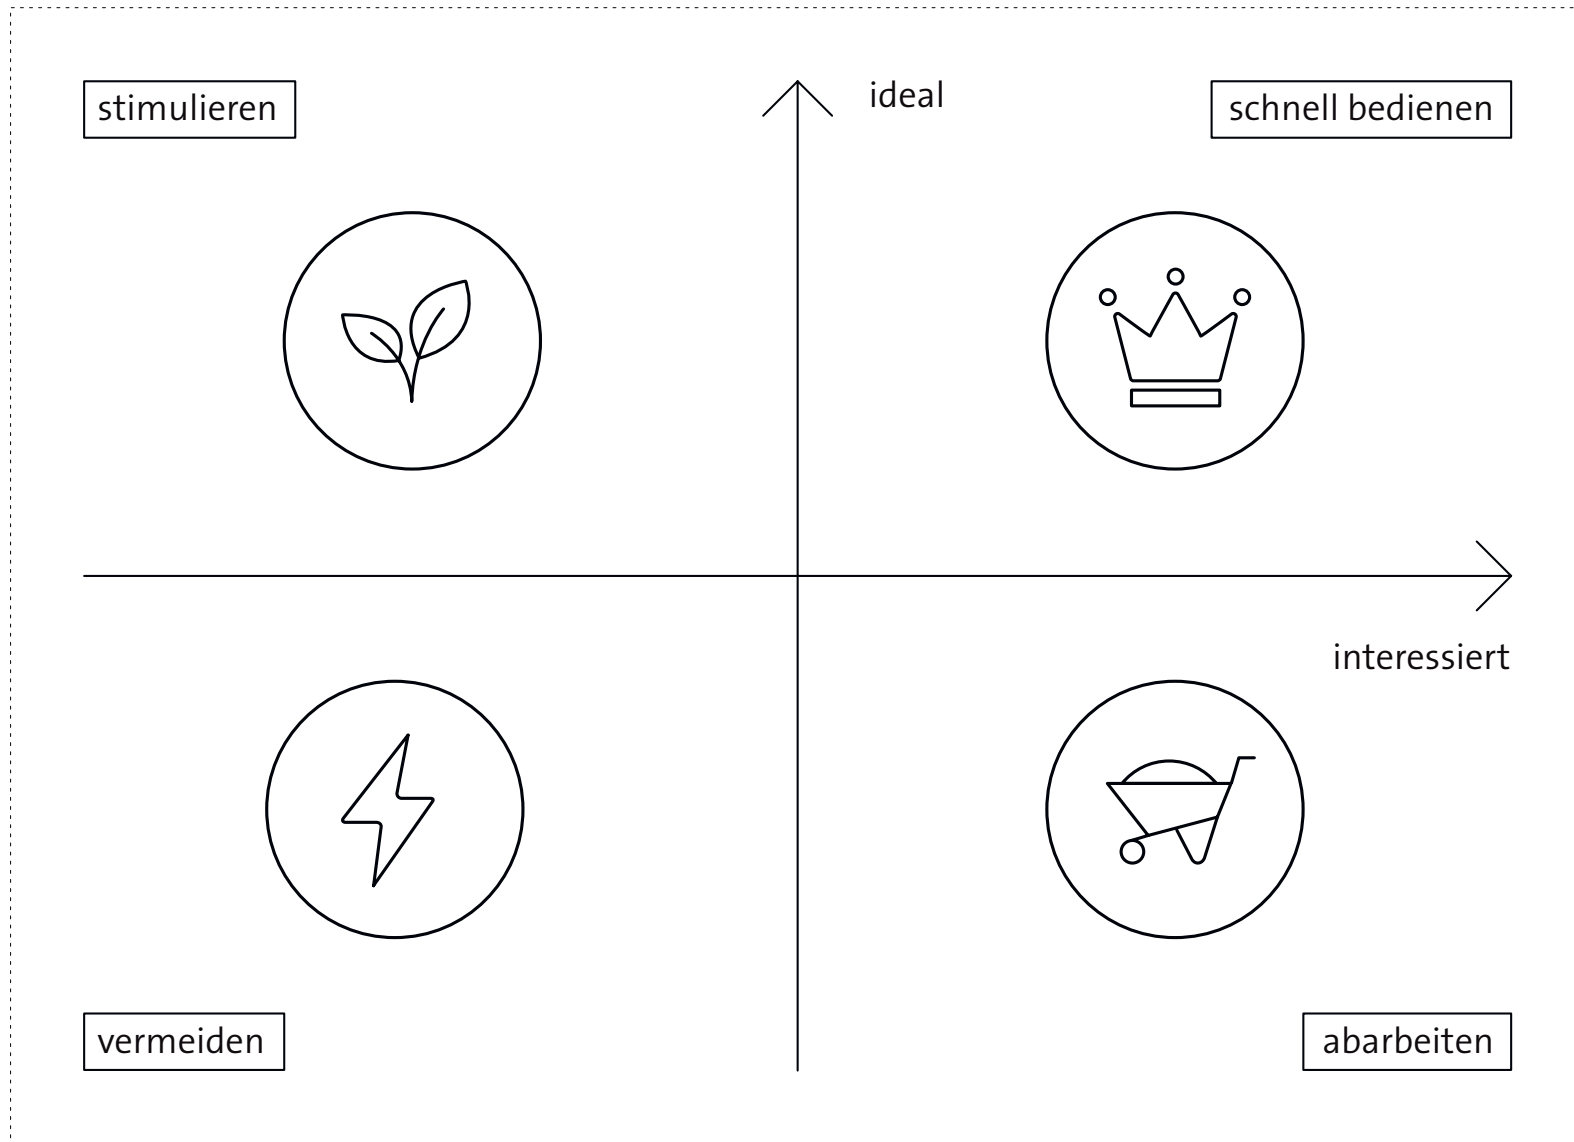 stimulieren
ideal
schnell bedienen
interessiert
vermeiden
abarbeiten